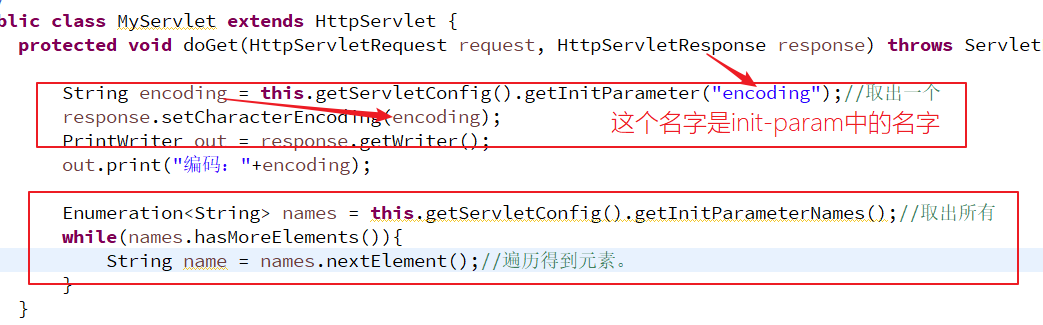 blic class MyServlet extends HttpServlet {
protected void doGet(HttpServletRequest request, HttpServletResponse response) throws Servlet
String encoding = this.getServletConfig().getInitParameter("encoding");//取出一个
response.setCharacterEncoding(encoding);
这个名字是init-param中的名字
PrintWriter out = response.getWriter();
out.print("编码："+encoding);
Enumeration<String> names = this.getServletConfig().getInitParameterNames();//取出所有
while(names.hasMoreElements()){
String name = names.nextElement();//遍历得到元素。
}
}